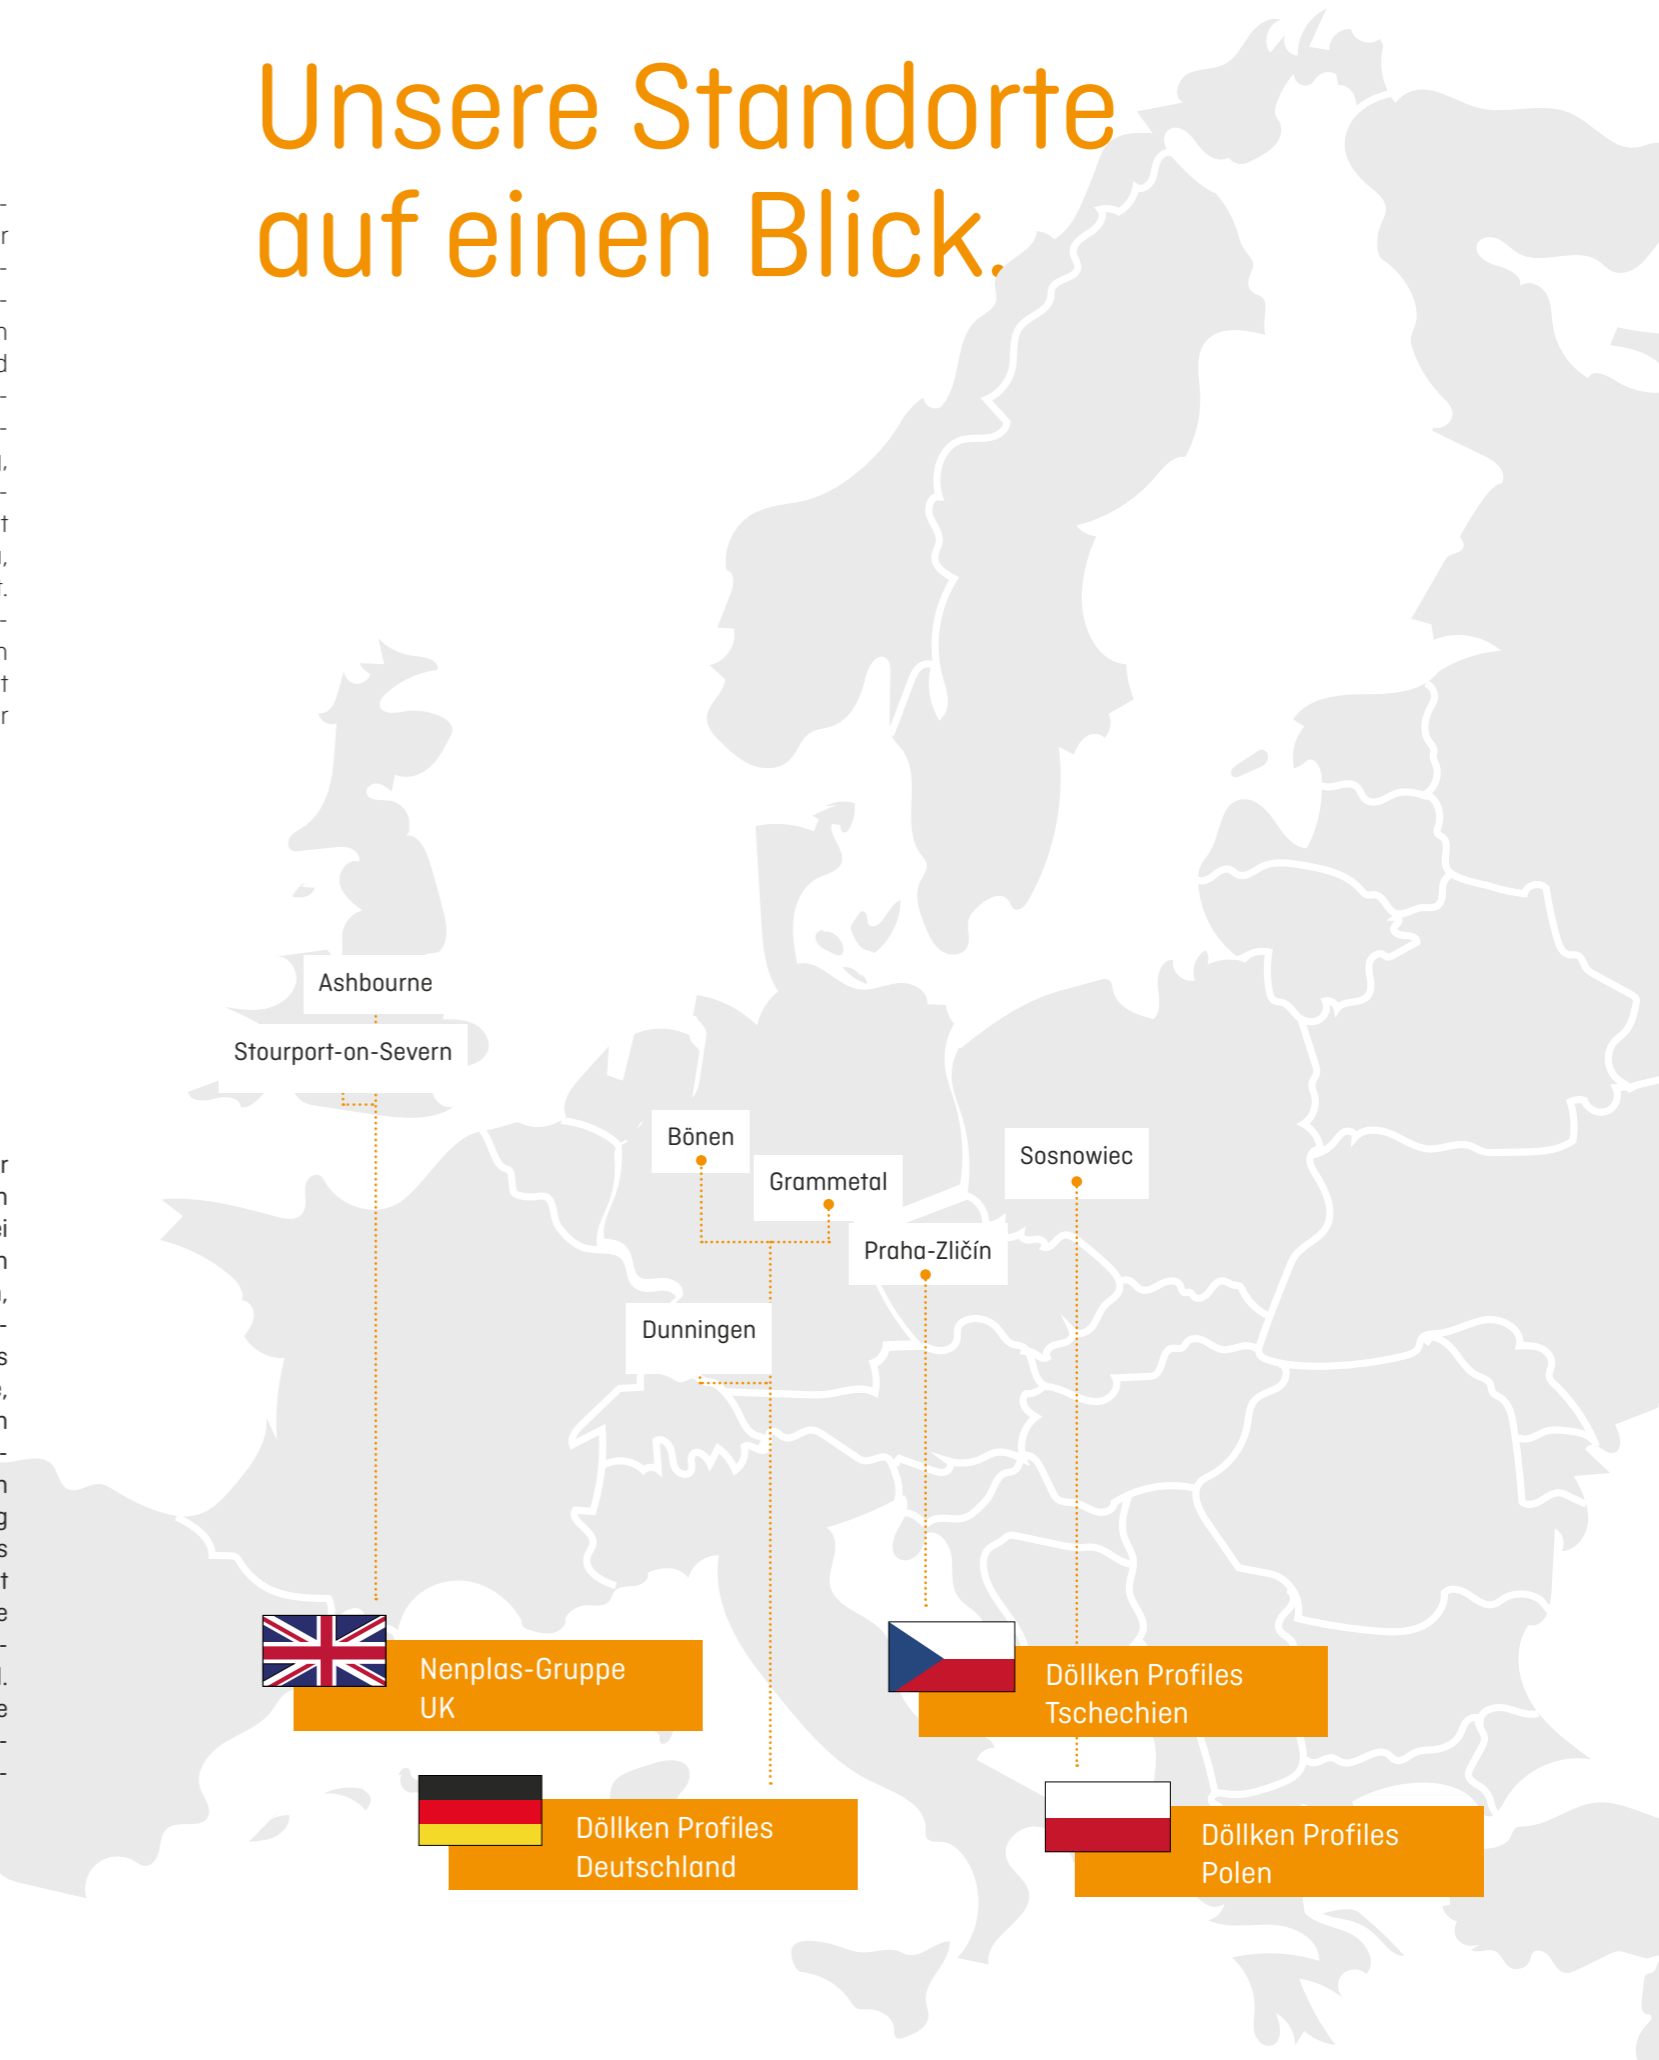 Unsere Standorte
auf einen Blick.
Ashbourne
Stourport-on-Severn
Bönen
Grammetal
Sosnowiec
Praha-Zličín
Dunningen
Nenplas-Gruppe
UK
Döllken Profiles
Tschechien
Döllken Profiles
Deutschland
Döllken Profiles
Polen